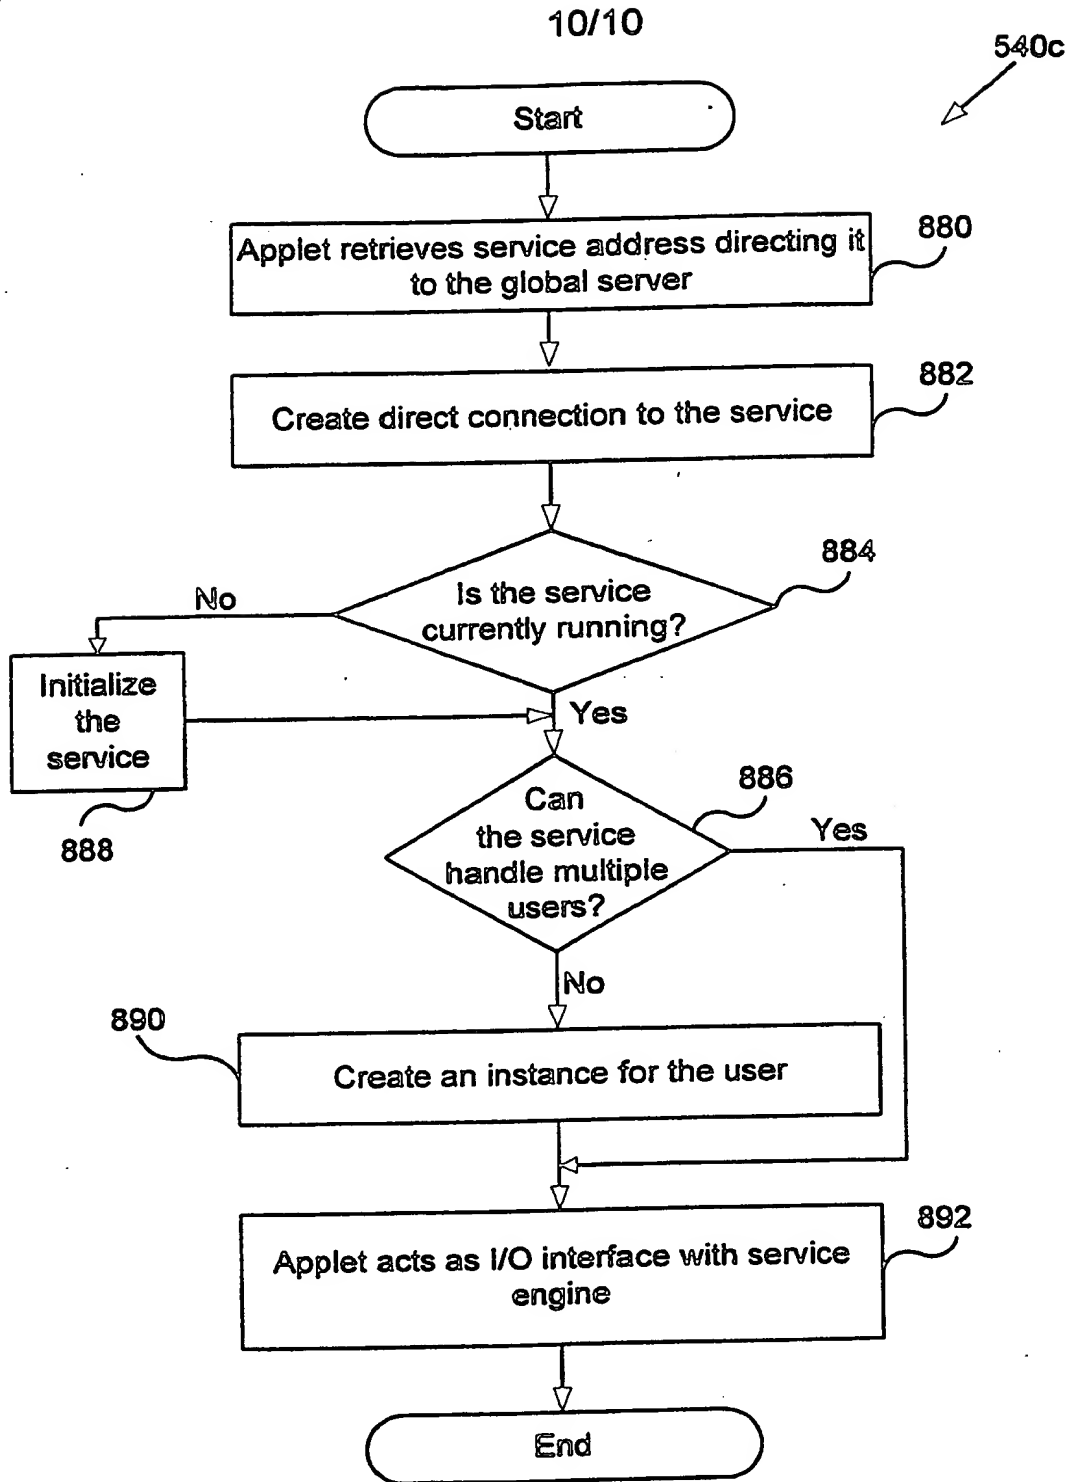 10/10
540c
Start
Applet retrieves service address directing it
to the global server
880
Create direct connection to the service
882
Is the service
currently running?
884
No
Initialize
the
service
888
Yes
Can
the service
handle multiple
users?
886
Yes
No
890
Create an instance for the user
Applet acts as I/O interface with service
engine
892
End